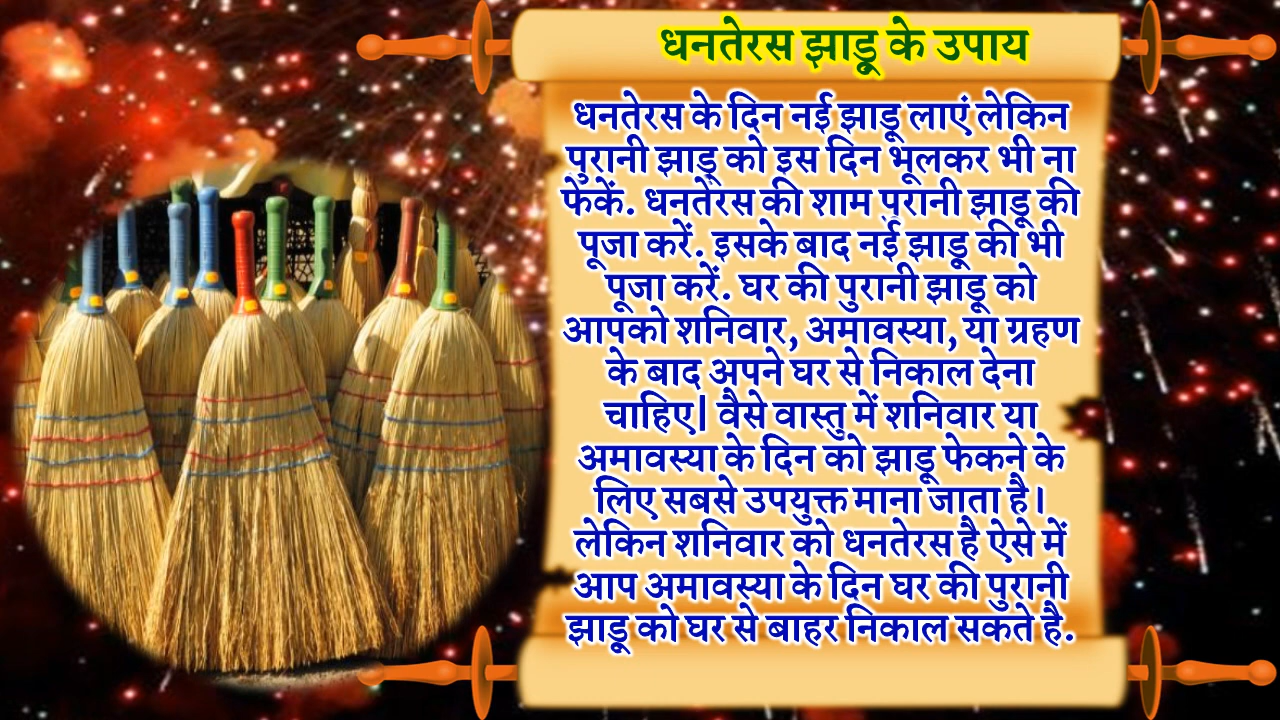 धनतेरस झाड़ू के उपाय
धनतेरस के दिन नई झाड़ू लाएं लेकिन
पुरानी झाड़ू को इस दिन भूलकर भी ना
फेकें. धनतेरस की शाम पुरानी झाड़ू की
पूजा करें. इसके बाद नई झाड़ू की भी
पूजा करें. घर की पुरानी झाड़ू को
आपको शनिवार, अमावस्या, या ग्रहण
के बाद अपने घर से निकाल देना
चाहिए| वैसे वास्तु में शनिवार या
अमावस्या के दिन को झाड़ू फेकने के
लिए सबसे उपयुक्त माना जाता है।
लेकिन शनिवार को धनतेरस है ऐसे में
आप अमावस्या के दिन घर की पुरानी
झाड़ू को घर से बाहर निकाल सकते है.